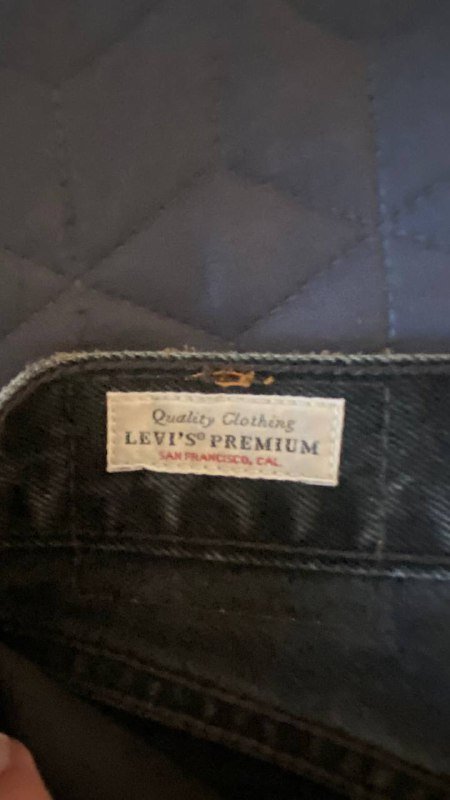 Quality Clothing
LEVI'S® PREMIUM
SAN FRANCISCO, CAL.